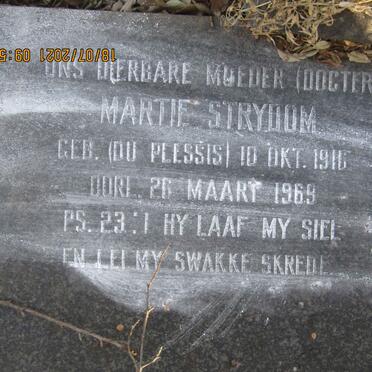 18/07/2021 09:5
ONS DIERBARE MOEDER (DOGTER
MARTIE STRYDOM
GEB. (DU PLESSIS) 10 OKT. 1916
OORL. 26 MAART 1969
PS. 23:1 HY LAAF MY SIEL
EN LEI MY SWAKKE SKREDE